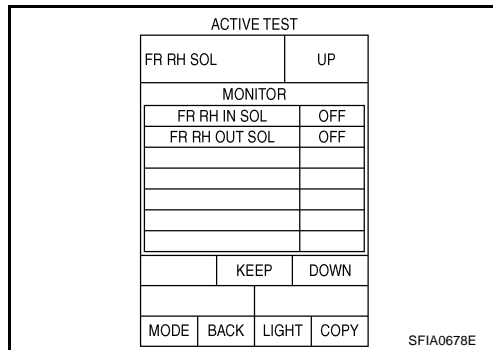 ACTIVE TEST
FR RH SOL UP
MONITOR
FR RH IN SOL OFF
FR RH OUT SOL OFF
KEEP DOWN
MODE BACK LIGHT COPY
SFIA0678E